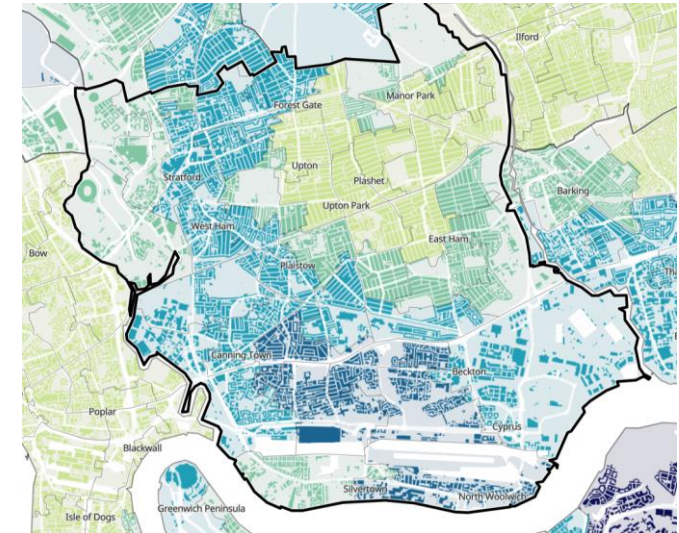 Ilford
Manor Park
Forest Gate
Upton
Barking
Stratford
Plashet
Upton Park
West Ham
East Ham
Bow
Plaistow
Canning Town
Beckton
Poplar
Cyprus
Blackwall
Silvertown
North Woolwich
Greenwich Peninsula
Isle of Dogs